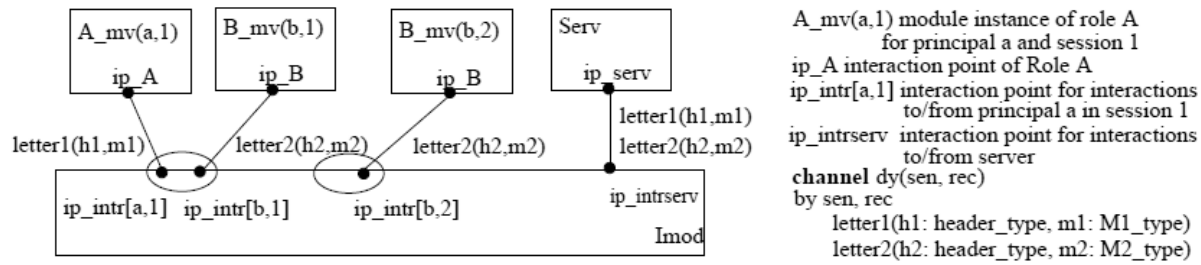 A_mv(a,1)
B_mv(b,1)
B_mv(b,2)
Serv
ip_A
ip_B
ip_B
ip_serv
letter1(h1,m1)
letter2(h2,m2)
letter1(h1,m1)
letter2(h2,m2)
letter2(h2,m2)
ip_intr[a,1]
ip_intr[b,1]
ip_intr[b,2]
ip_intrserv
Imod
A_mv(a,1) module instance of role A
for principal a and session 1
ip_A interaction point of Role A
ip_intr[a,1] interaction point for interactions
to/from principal a in session 1
ip_intrserv interaction point for interactions
to/from server
channel dy(sen, rec)
by sen, rec
letter1(h1: header_type, m1: M1_type)
letter2(h2: header_type, m2: M2_type)